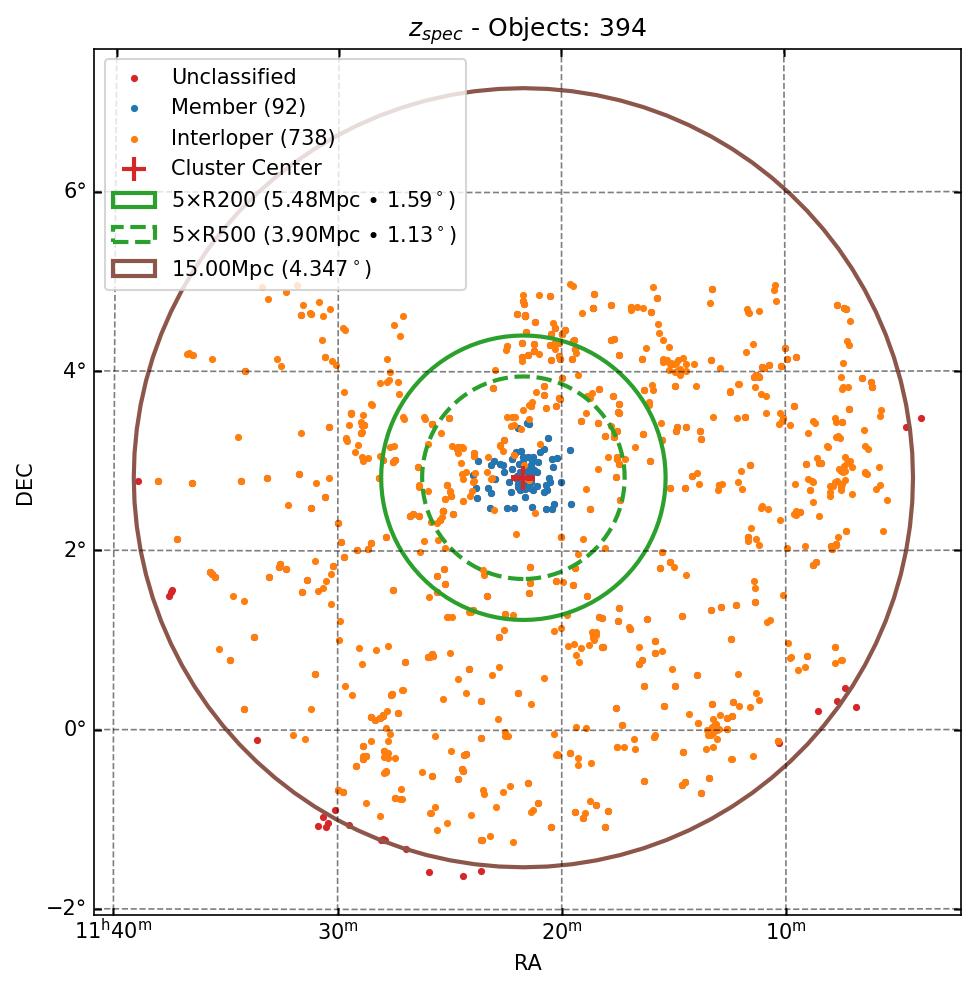 z_spec - Objects: 394
Unclassified
Member (92)
Interloper (738)
Cluster Center
5×R200 (5.48Mpc • 1.59°)
5×R500 (3.90Mpc • 1.13°)
15.00Mpc (4.347°)
6°
4°
2°
0°
−2°
DEC
11ʰ40ᵐ
30ᵐ
20ᵐ
10ᵐ
RA